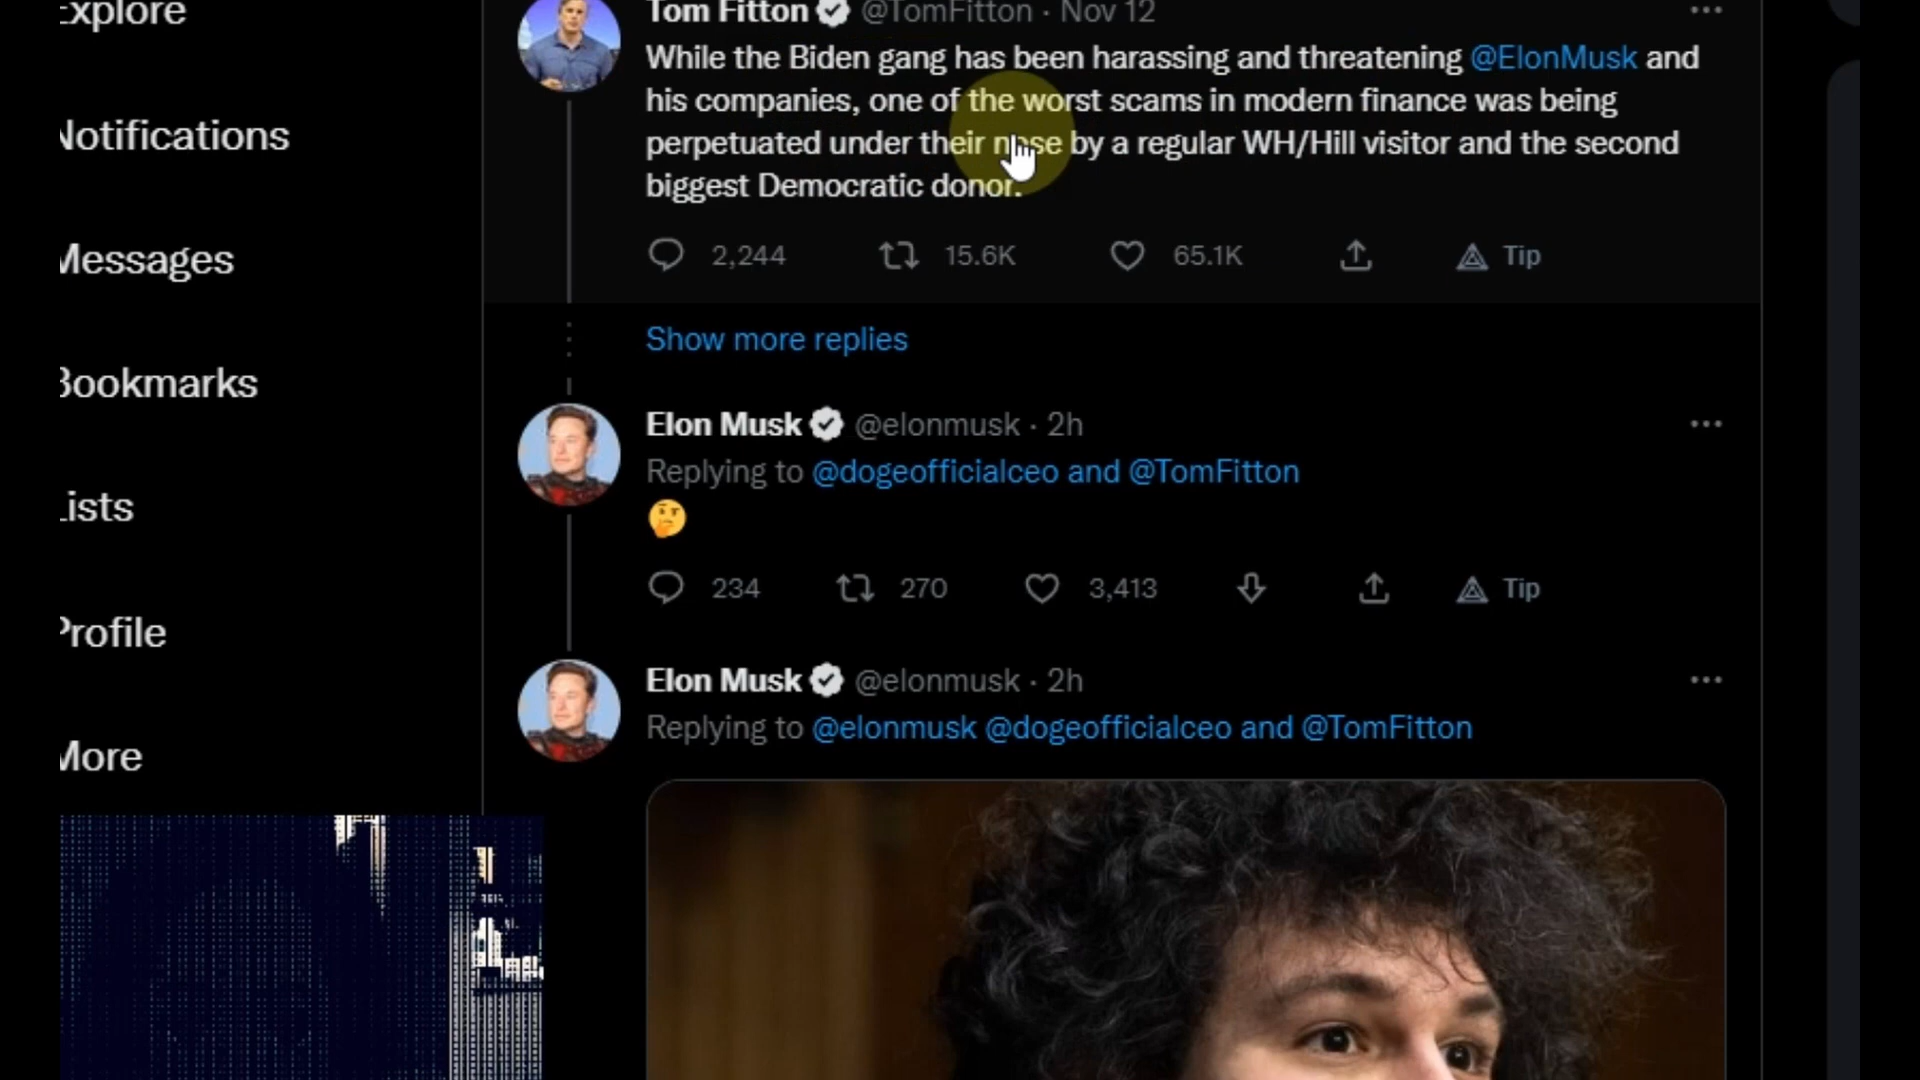 Explore
Notifications
Messages
Bookmarks
Lists
Profile
More
Tom Fitton @TomFitton · Nov 12
While the Biden gang has been harassing and threatening @ElonMusk and
his companies, one of the worst scams in modern finance was being
perpetuated under their nose by a regular WH/Hill visitor and the second
biggest Democratic donor.
2,244 15.6K 65.1K Tip
Show more replies
Elon Musk @elonmusk · 2h
Replying to @dogeofficialceo and @TomFitton
🤔
234 270 3,413 Tip
Elon Musk @elonmusk · 2h
Replying to @elonmusk @dogeofficialceo and @TomFitton